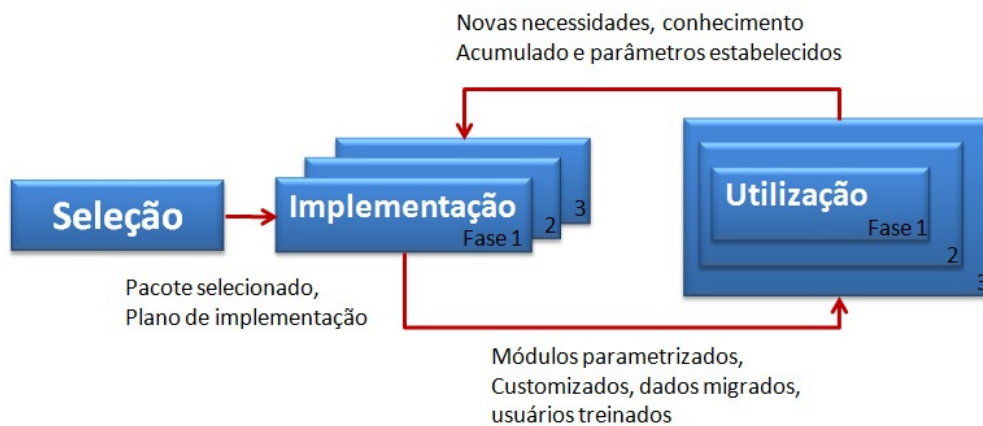 Novas necessidades, conhecimento
Acumulado e parâmetros estabelecidos
Seleção
Implementação
Fase 1
2
3
Utilização
Fase 1
2
3
Pacote selecionado,
Plano de implementação
Módulos parametrizados,
Customizados, dados migrados,
usuários treinados